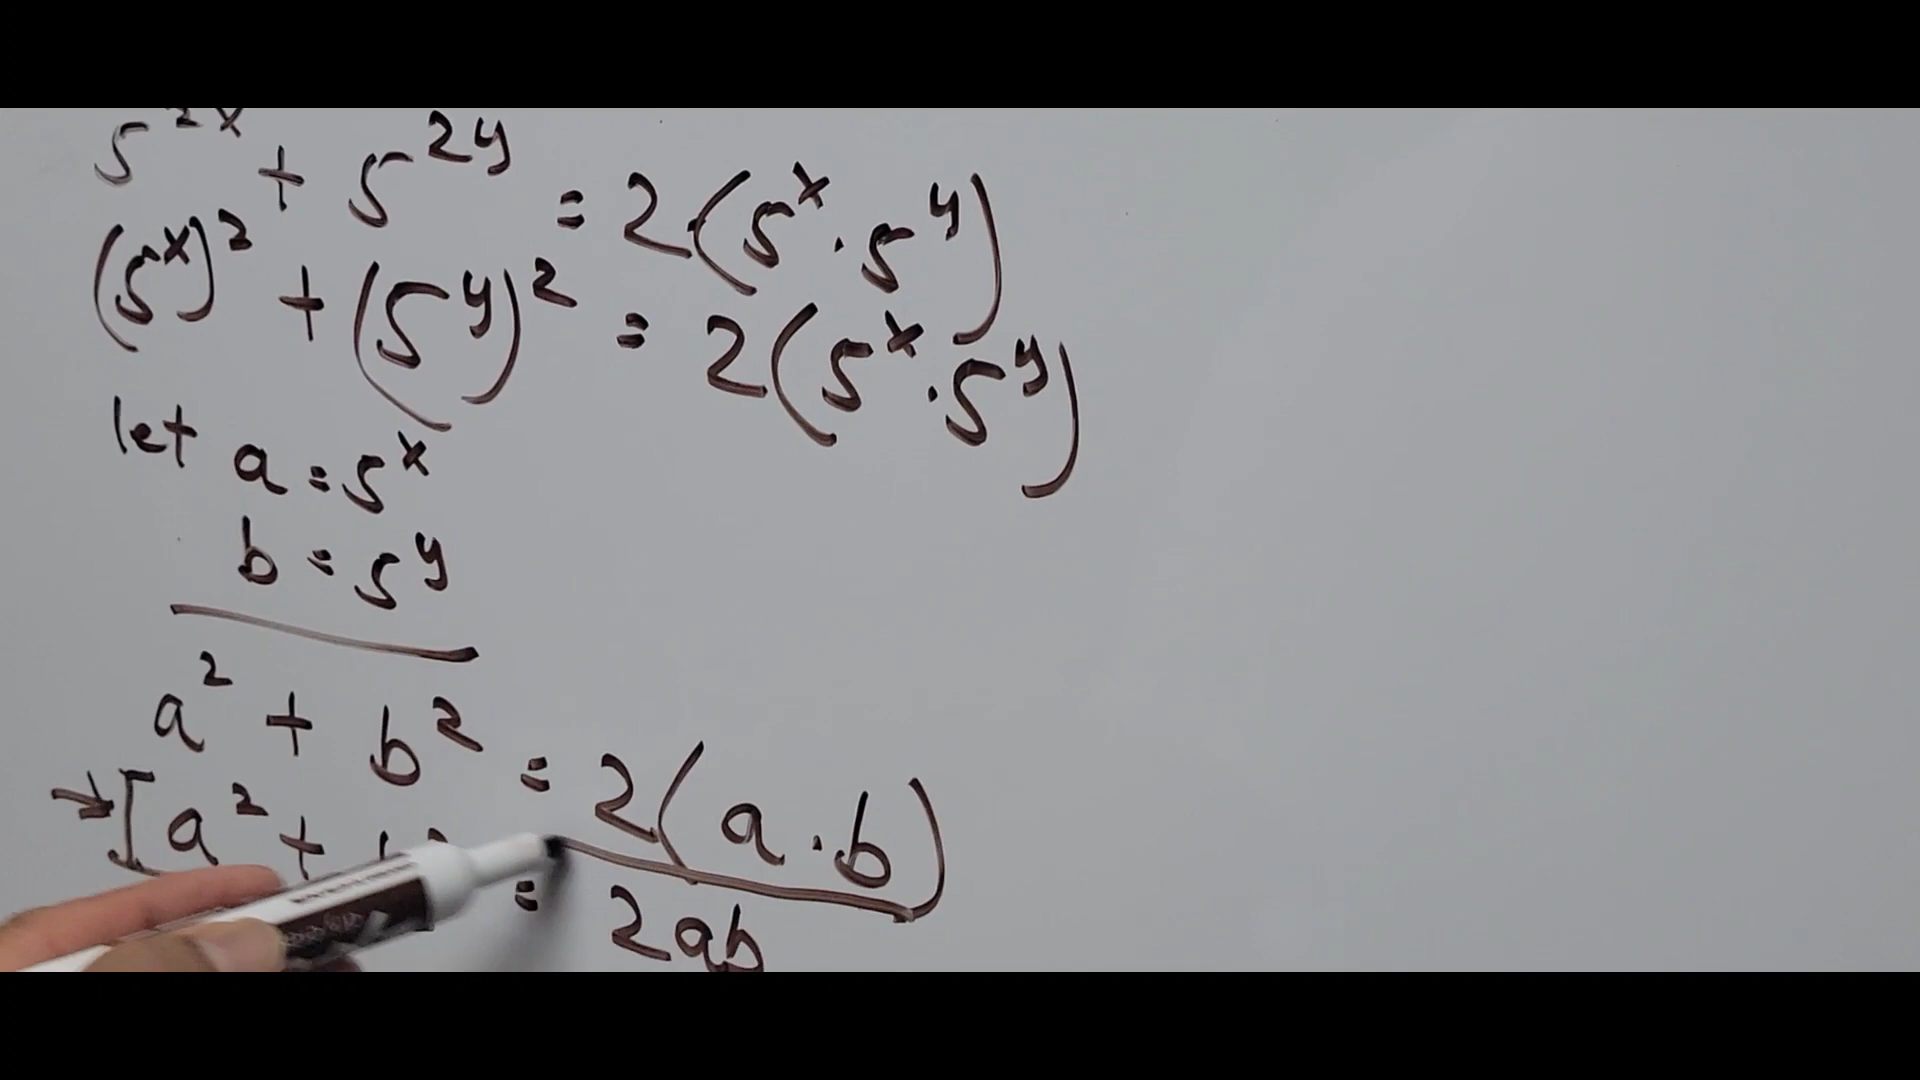 5^{2x} + 5^{2y} = 2(5^x · 5^y)
(5^x)^2 + (5^y)^2 = 2(5^x · 5^y)
let a = 5^x
b = 5^y
a^2 + b^2 = 2(a · b)
→ [a^2 + = 2ab